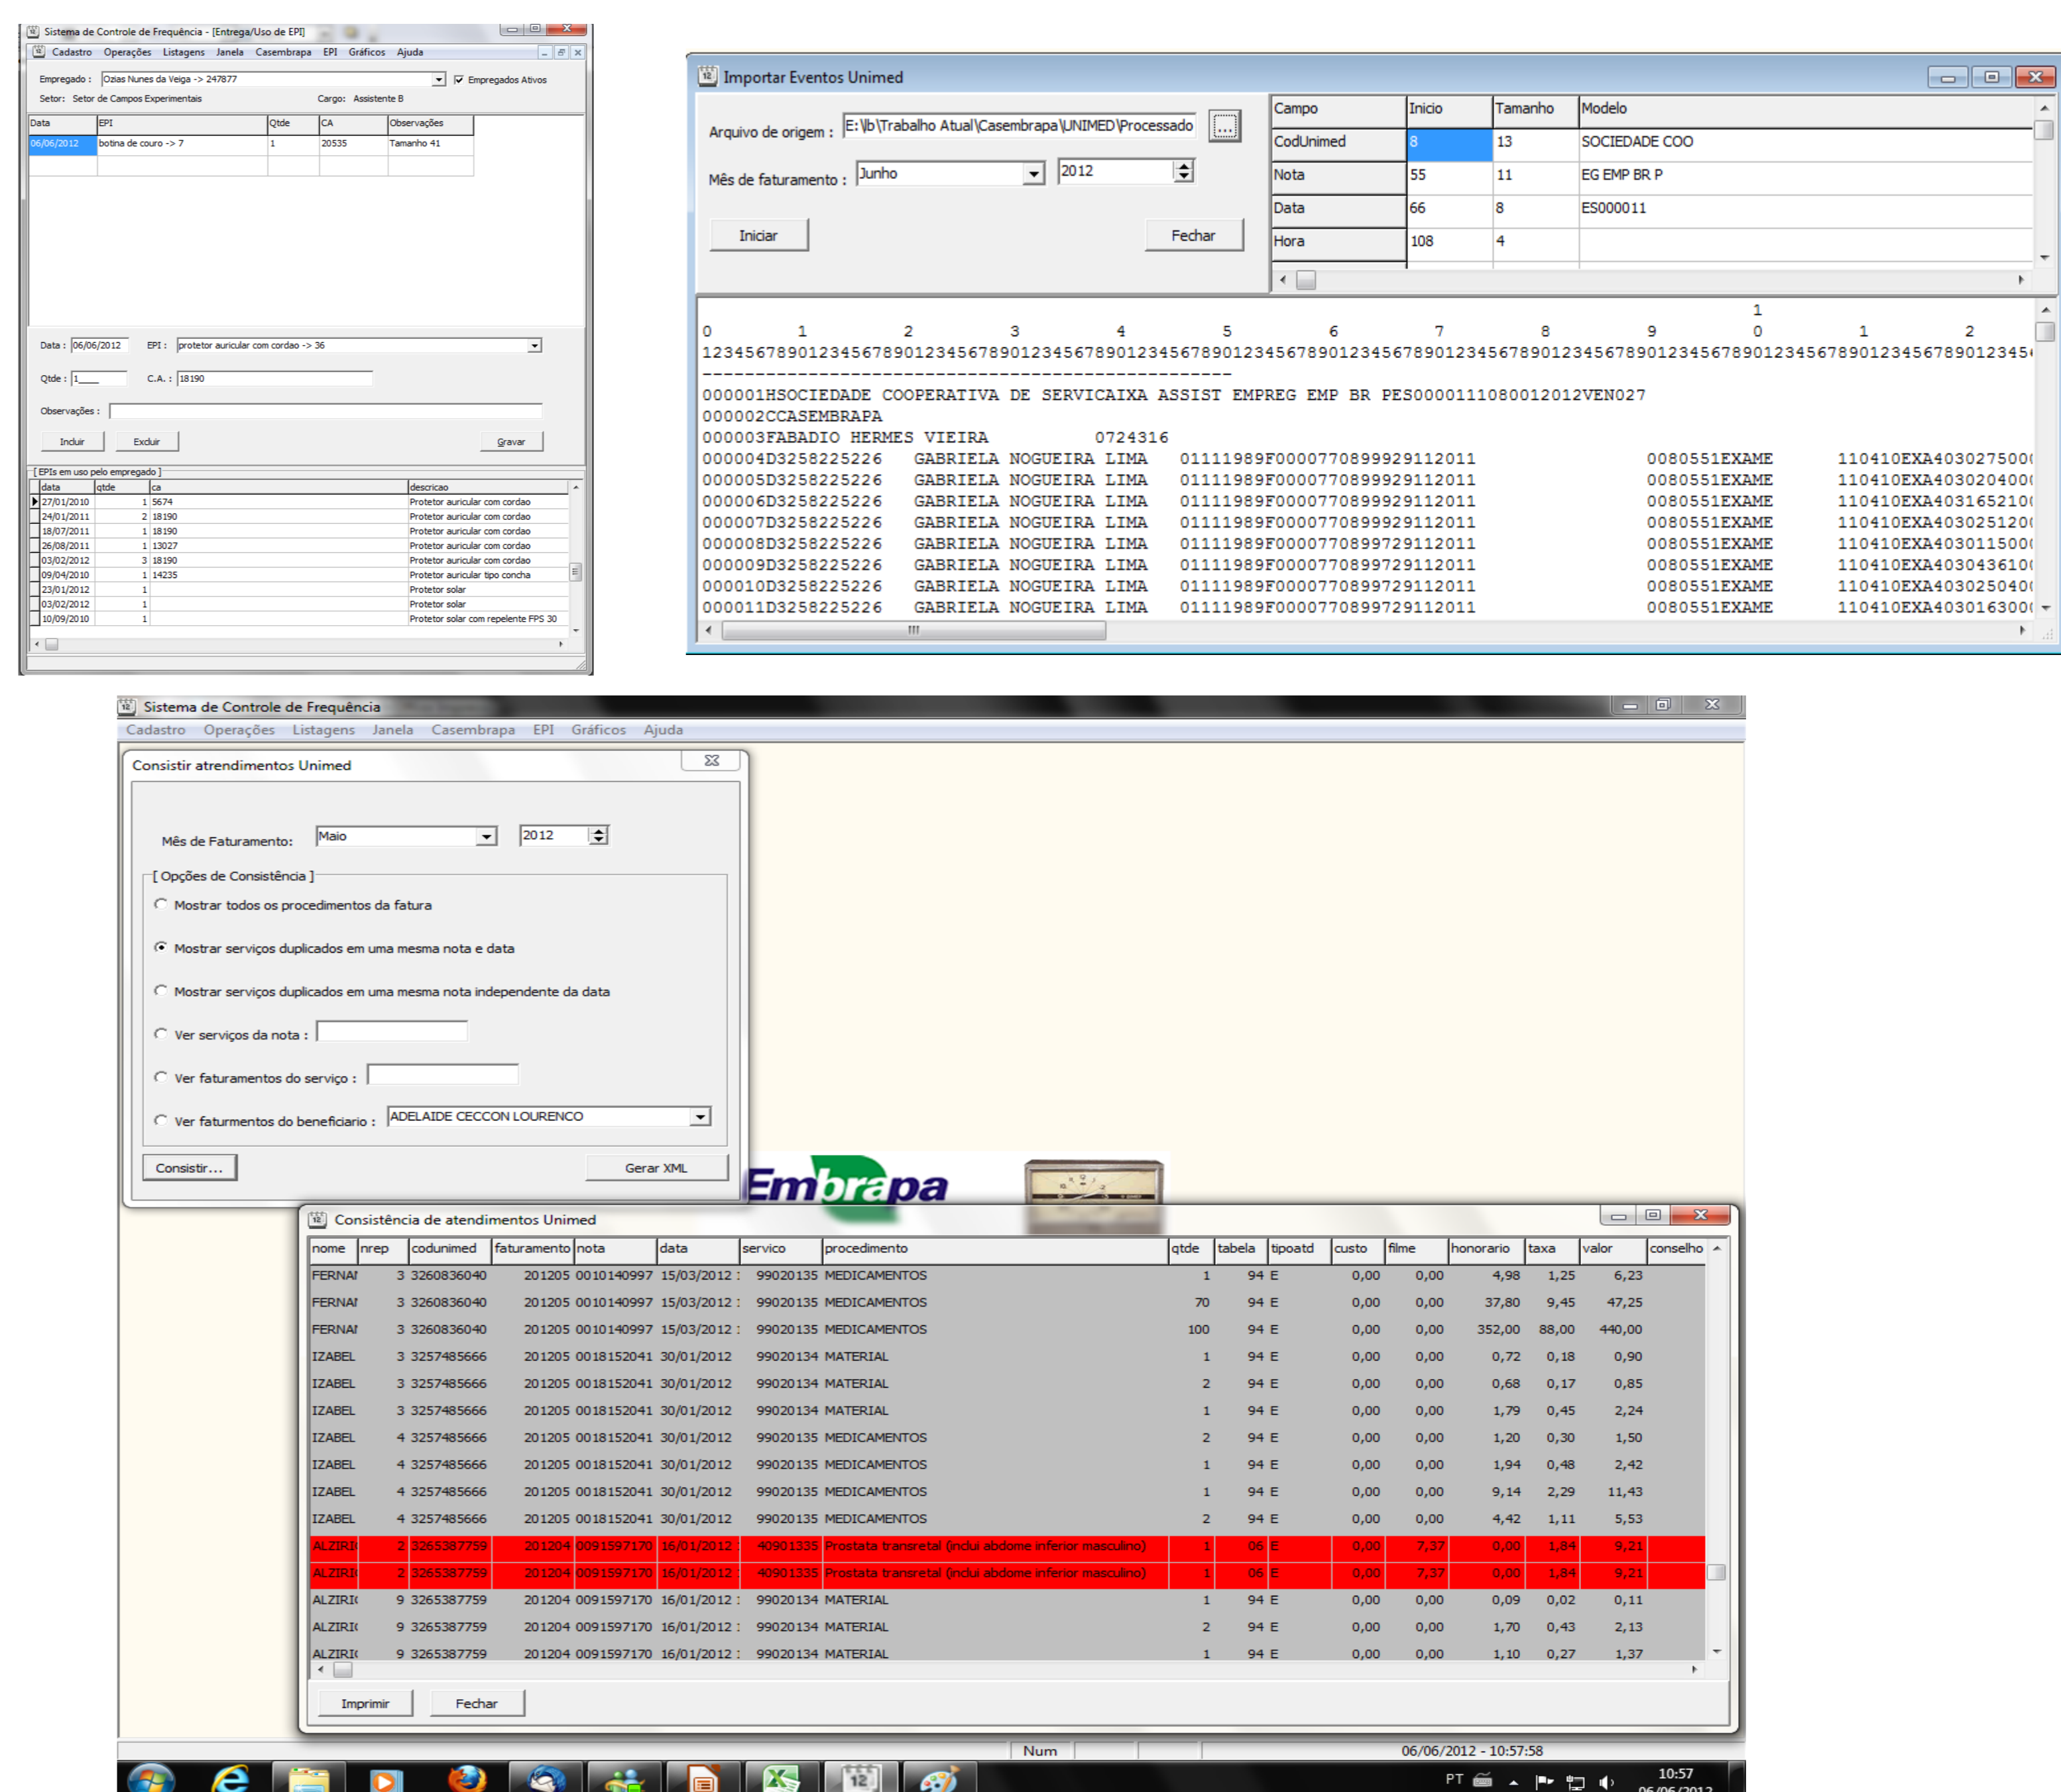 Sistema de Controle de Frequência - [Entrega/Uso de EPI]
Cadastro Operações Listagens Janela Casembrapa EPI Gráficos Ajuda
Empregado : Ozias Nunes da Veiga -> 247877 Empregados Ativos
Setor: Setor de Campos Experimentais Cargo: Assistente B
Data EPI Qtde CA Observações
06/06/2012 botina de couro -> 7 1 20535 Tamanho 41
Data : 06/06/2012 EPI : protetor auricular com cordao -> 36
Qtde : 1___ C.A. : 18190
Observações :
Incluir Excluir Gravar
[ EPIs em uso pelo empregado ]
data qtde ca descricao
27/01/2010 1 5674 Protetor auricular com cordao
24/01/2011 2 18190 Protetor auricular com cordao
18/07/2011 1 18190 Protetor auricular com cordao
26/08/2011 1 13027 Protetor auricular com cordao
03/02/2012 3 18190 Protetor auricular com cordao
09/04/2010 1 14235 Protetor auricular tipo concha
23/01/2012 1 Protetor solar
03/02/2012 1 Protetor solar
10/09/2010 1 Protetor solar com repelente FPS 30
Importar Eventos Unimed
Arquivo de origem : E:\lb\Trabalho Atual\Casembrapa\UNIMED\Processado ...
Mês de faturamento : Junho 2012
Iniciar Fechar
Campo Inicio Tamanho Modelo
CodUnimed 8 13 SOCIEDADE COO
Nota 55 11 EG EMP BR P
Data 66 8 ES000011
Hora 108 4
1
0 1 2 3 4 5 6 7 8 9 0 1 2
12345678901234567890123456789012345678901234567890123456789012345678901234567890123456789012345678901234567890123456789012345
--------------------------------------------------
000001HSOCIEDADE COOPERATIVA DE SERVICAIXA ASSIST EMPREG EMP BR PES0000111080012012VEN027
000002CCASEMBRAPA
000003FABADIO HERMES VIEIRA 0724316
000004D3258225226 GABRIELA NOGUEIRA LIMA 01111989F0000770899929112011 0080551EXAME 110410EXA403027500
000005D3258225226 GABRIELA NOGUEIRA LIMA 01111989F0000770899929112011 0080551EXAME 110410EXA403020400
000006D3258225226 GABRIELA NOGUEIRA LIMA 01111989F0000770899929112011 0080551EXAME 110410EXA403165210
000007D3258225226 GABRIELA NOGUEIRA LIMA 01111989F0000770899929112011 0080551EXAME 110410EXA403025120
000008D3258225226 GABRIELA NOGUEIRA LIMA 01111989F0000770899729112011 0080551EXAME 110410EXA403011500
000009D3258225226 GABRIELA NOGUEIRA LIMA 01111989F0000770899729112011 0080551EXAME 110410EXA403043610
000010D3258225226 GABRIELA NOGUEIRA LIMA 01111989F0000770899729112011 0080551EXAME 110410EXA403025040
000011D3258225226 GABRIELA NOGUEIRA LIMA 01111989F0000770899729112011 0080551EXAME 110410EXA403016300
Sistema de Controle de Frequência
Cadastro Operações Listagens Janela Casembrapa EPI Gráficos Ajuda
Consistir atrendimentos Unimed
Mês de Faturamento: Maio 2012
[ Opções de Consistência ]
Mostrar todos os procedimentos da fatura
Mostrar serviços duplicados em uma mesma nota e data
Mostrar serviços duplicados em uma mesma nota independente da data
Ver serviços da nota :
Ver faturamentos do serviço :
Ver faturmentos do beneficiario : ADELAIDE CECCON LOURENCO
Consistir... Gerar XML
Embrapa
Consistência de atendimentos Unimed
nome nrep codunimed faturamento nota data servico procedimento qtde tabela tipoatd custo filme honorario taxa valor conselho
FERNAN 3 3260836040 201205 0010140997 15/03/2012 99020135 MEDICAMENTOS 1 94 E 0,00 0,00 4,98 1,25 6,23
FERNAN 3 3260836040 201205 0010140997 15/03/2012 99020135 MEDICAMENTOS 70 94 E 0,00 0,00 37,80 9,45 47,25
FERNAN 3 3260836040 201205 0010140997 15/03/2012 99020135 MEDICAMENTOS 100 94 E 0,00 0,00 352,00 88,00 440,00
IZABEL 3 3257485666 201205 0018152041 30/01/2012 99020134 MATERIAL 1 94 E 0,00 0,00 0,72 0,18 0,90
IZABEL 3 3257485666 201205 0018152041 30/01/2012 99020134 MATERIAL 2 94 E 0,00 0,00 0,68 0,17 0,85
IZABEL 3 3257485666 201205 0018152041 30/01/2012 99020134 MATERIAL 1 94 E 0,00 0,00 1,79 0,45 2,24
IZABEL 4 3257485666 201205 0018152041 30/01/2012 99020135 MEDICAMENTOS 2 94 E 0,00 0,00 1,20 0,30 1,50
IZABEL 4 3257485666 201205 0018152041 30/01/2012 99020135 MEDICAMENTOS 1 94 E 0,00 0,00 1,94 0,48 2,42
IZABEL 4 3257485666 201205 0018152041 30/01/2012 99020135 MEDICAMENTOS 1 94 E 0,00 0,00 9,14 2,29 11,43
IZABEL 4 3257485666 201205 0018152041 30/01/2012 99020135 MEDICAMENTOS 2 94 E 0,00 0,00 4,42 1,11 5,53
ALZIRI 2 3265387759 201204 0091597170 16/01/2012 40901335 Prostata transretal (inclui abdome inferior masculino) 1 06 E 0,00 7,37 0,00 1,84 9,21
ALZIRI 2 3265387759 201204 0091597170 16/01/2012 40901335 Prostata transretal (inclui abdome inferior masculino) 1 06 E 0,00 7,37 0,00 1,84 9,21
ALZIRI 9 3265387759 201204 0091597170 16/01/2012 99020134 MATERIAL 1 94 E 0,00 0,00 0,09 0,02 0,11
ALZIRI 9 3265387759 201204 0091597170 16/01/2012 99020134 MATERIAL 2 94 E 0,00 0,00 1,70 0,43 2,13
ALZIRI 9 3265387759 201204 0091597170 16/01/2012 99020134 MATERIAL 1 94 E 0,00 0,00 1,10 0,27 1,37
Imprimir Fechar
Num 06/06/2012 - 10:57:58
PT 10:57
06/06/2012